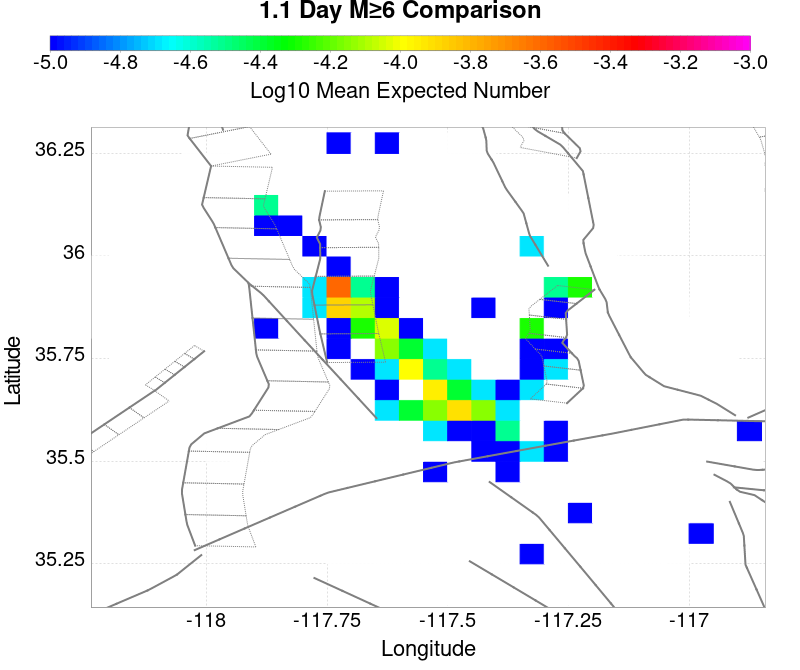 1.1 Day M≥6 Comparison
-5.0 -4.8 -4.6 -4.4 -4.2 -4.0 -3.8 -3.6 -3.4 -3.2 -3.0
Log10 Mean Expected Number
36.25
36
35.75
35.5
35.25
Latitude
-118 -117.75 -117.5 -117.25 -117
Longitude